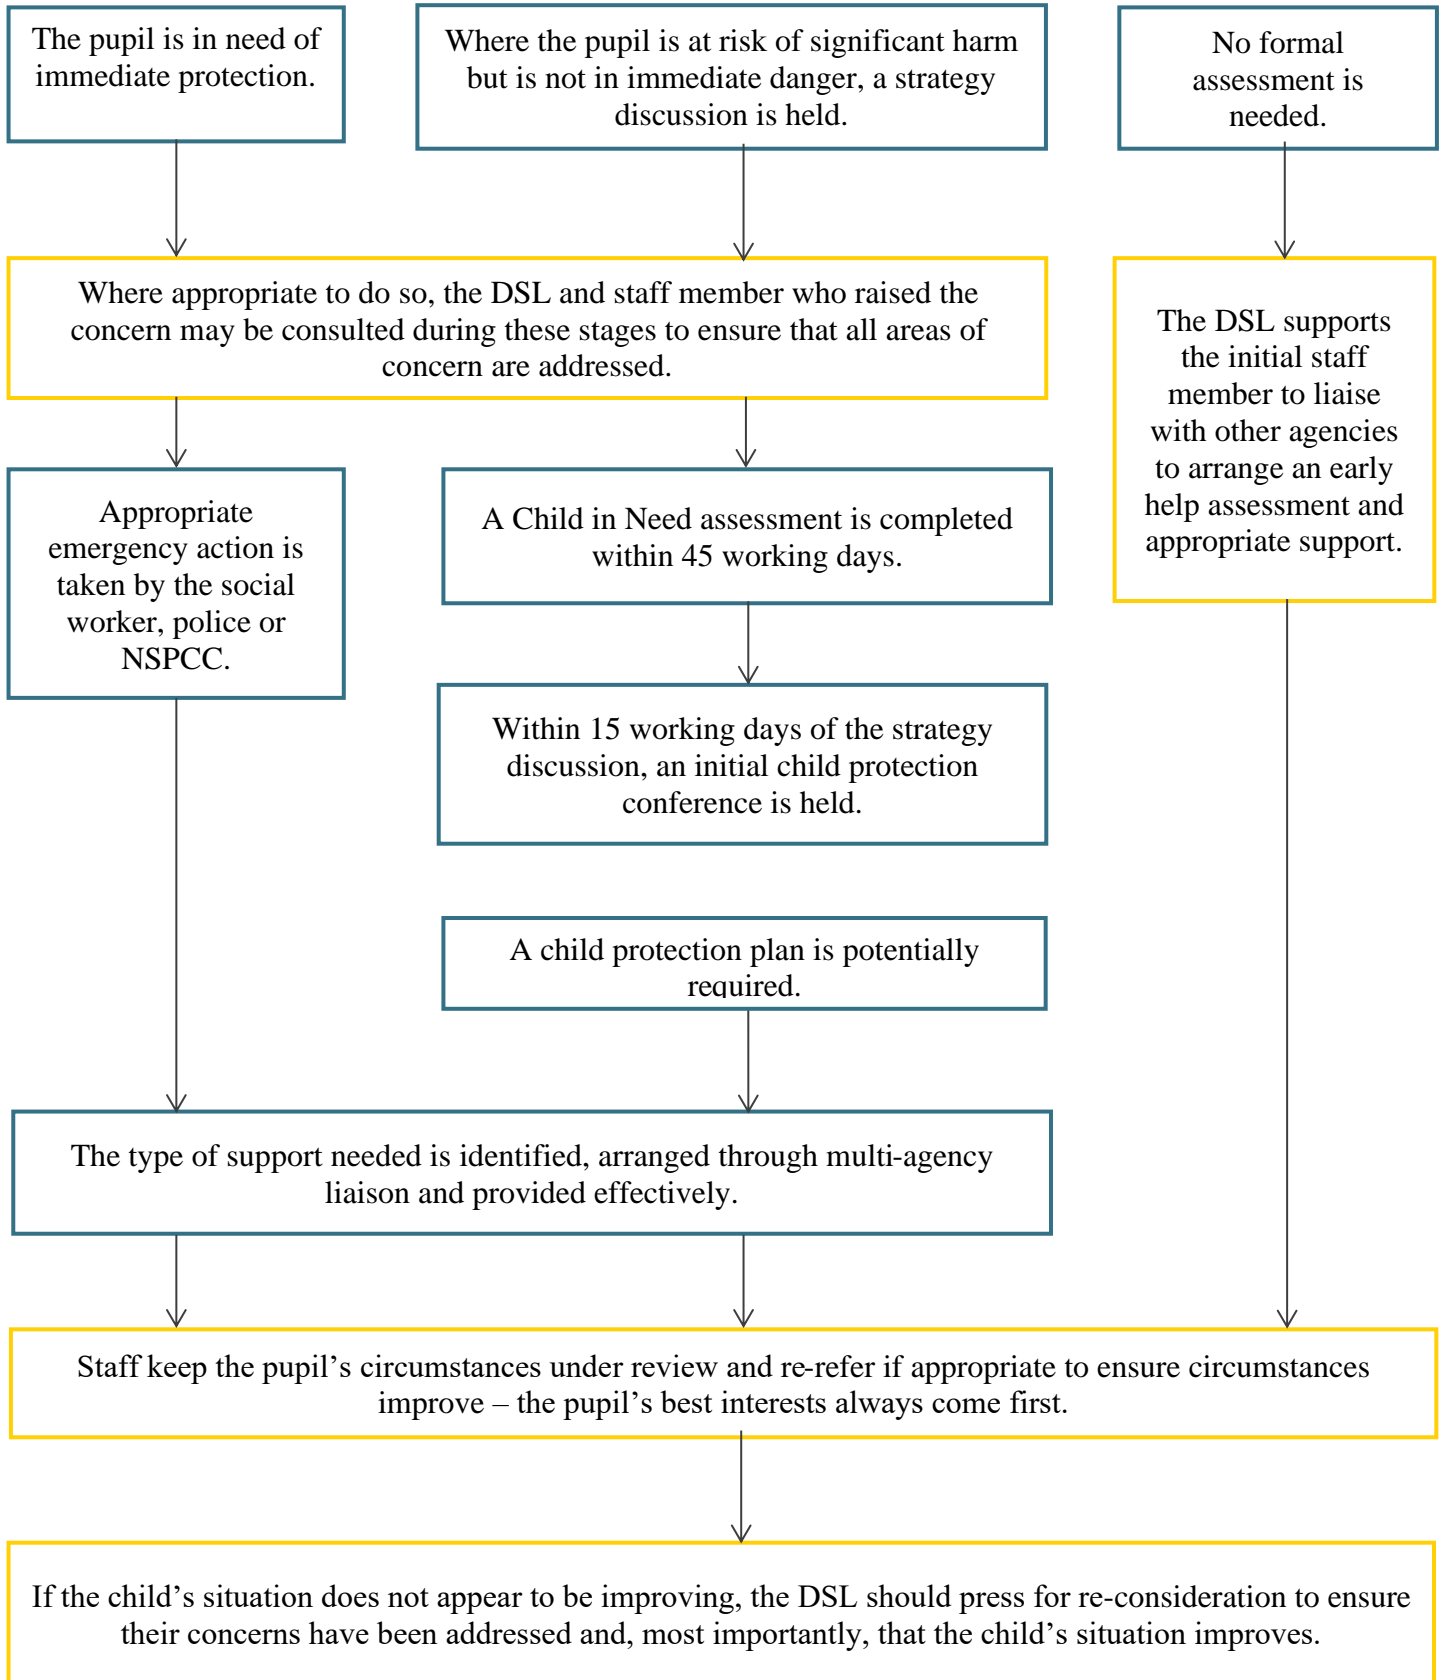 The pupil is in need of
immediate protection.
Where the pupil is at risk of significant harm
but is not in immediate danger, a strategy
discussion is held.
No formal
assessment is
needed.
Where appropriate to do so, the DSL and staff member who raised the
concern may be consulted during these stages to ensure that all areas of
concern are addressed.
The DSL supports
the initial staff
member to liaise
with other agencies
to arrange an early
help assessment and
appropriate support.
Appropriate
emergency action is
taken by the social
worker, police or
NSPCC.
A Child in Need assessment is completed
within 45 working days.
Within 15 working days of the strategy
discussion, an initial child protection
conference is held.
A child protection plan is potentially
required.
The type of support needed is identified, arranged through multi-agency
liaison and provided effectively.
Staff keep the pupil’s circumstances under review and re-refer if appropriate to ensure circumstances
improve – the pupil’s best interests always come first.
If the child’s situation does not appear to be improving, the DSL should press for re-consideration to ensure
their concerns have been addressed and, most importantly, that the child’s situation improves.